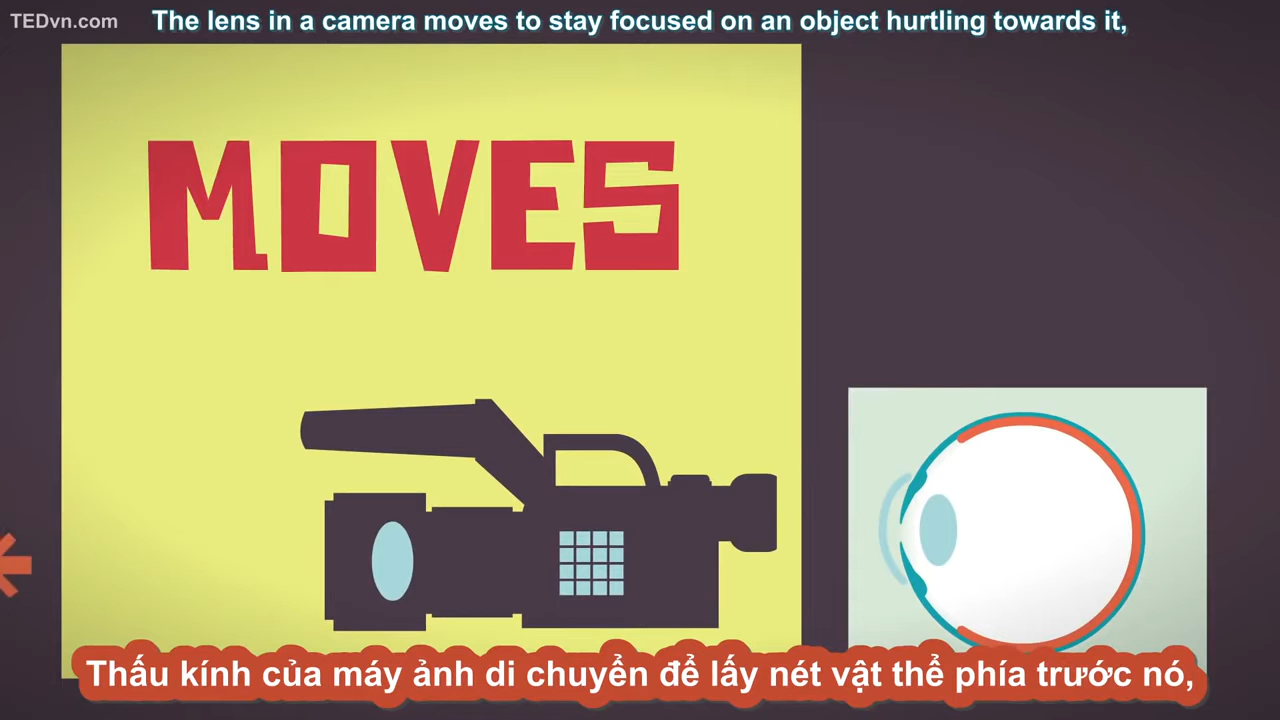 TEDvn.com
The lens in a camera moves to stay focused on an object hurtling towards it,
MOVES
Thấu kính của máy ảnh di chuyển để lấy nét vật thể phía trước nó,